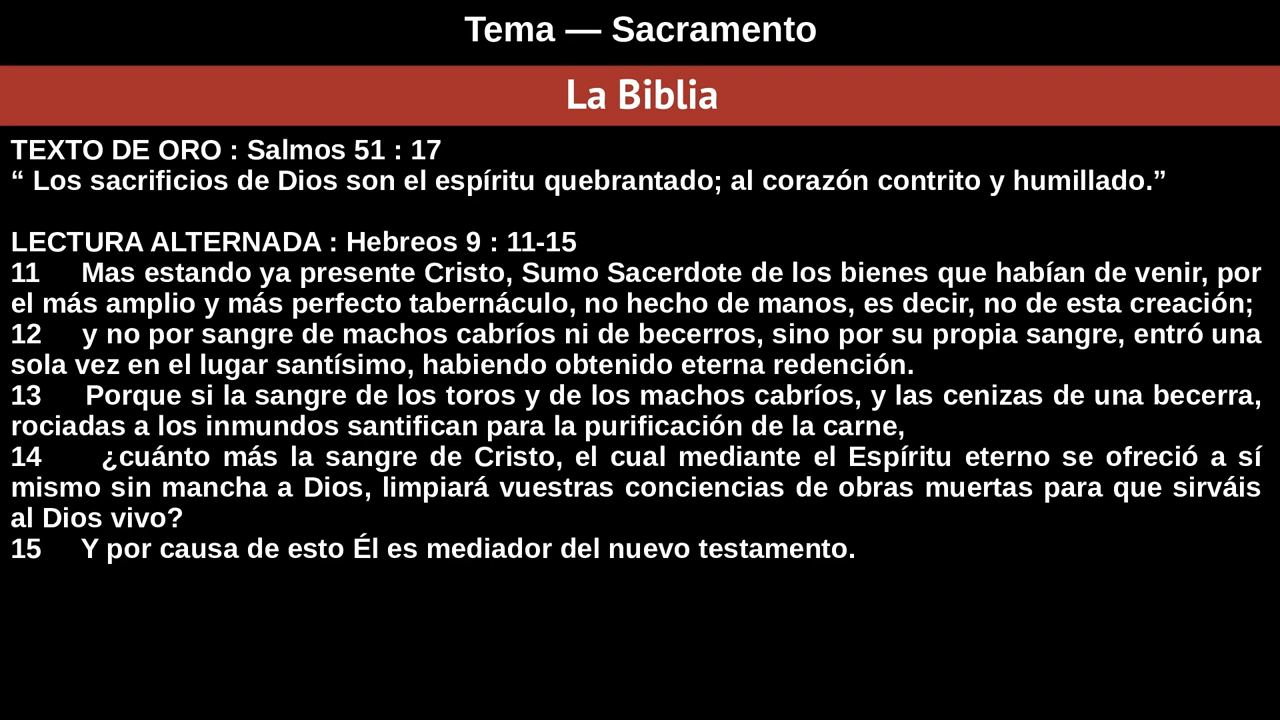 Tema — Sacramento
La Biblia
TEXTO DE ORO : Salmos 51 : 17
“ Los sacrificios de Dios son el espíritu quebrantado; al corazón contrito y humillado.”
LECTURA ALTERNADA : Hebreos 9 : 11-15
11 Mas estando ya presente Cristo, Sumo Sacerdote de los bienes que habían de venir, por
el más amplio y más perfecto tabernáculo, no hecho de manos, es decir, no de esta creación;
12 y no por sangre de machos cabríos ni de becerros, sino por su propia sangre, entró una
sola vez en el lugar santísimo, habiendo obtenido eterna redención.
13 Porque si la sangre de los toros y de los machos cabríos, y las cenizas de una becerra,
rociadas a los inmundos santifican para la purificación de la carne,
14 ¿cuánto más la sangre de Cristo, el cual mediante el Espíritu eterno se ofreció a sí
mismo sin mancha a Dios, limpiará vuestras conciencias de obras muertas para que sirváis
al Dios vivo?
15 Y por causa de esto Él es mediador del nuevo testamento.